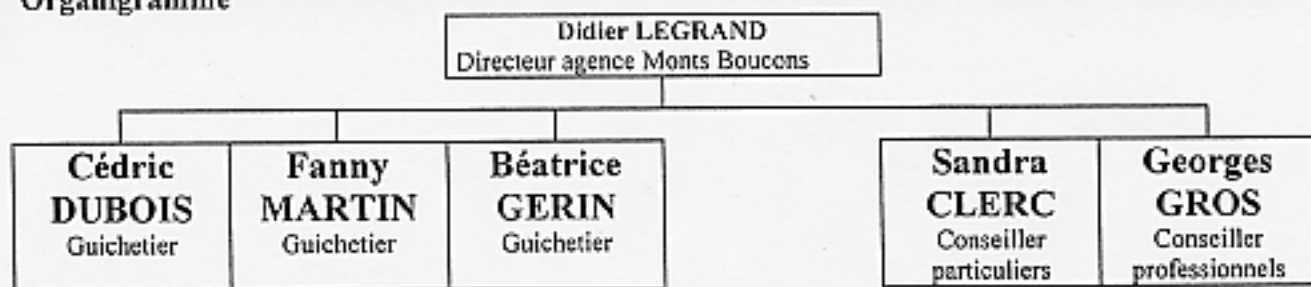 Organigramme
Didier LEGRAND
Directeur agence Monts Boucons
Cédric
DUBOIS
Guichetier
Fanny
MARTIN
Guichetier
Béatrice
GERIN
Guichetier
Sandra
CLERC
Conseiller
particuliers
Georges
GROS
Conseiller
professionnels